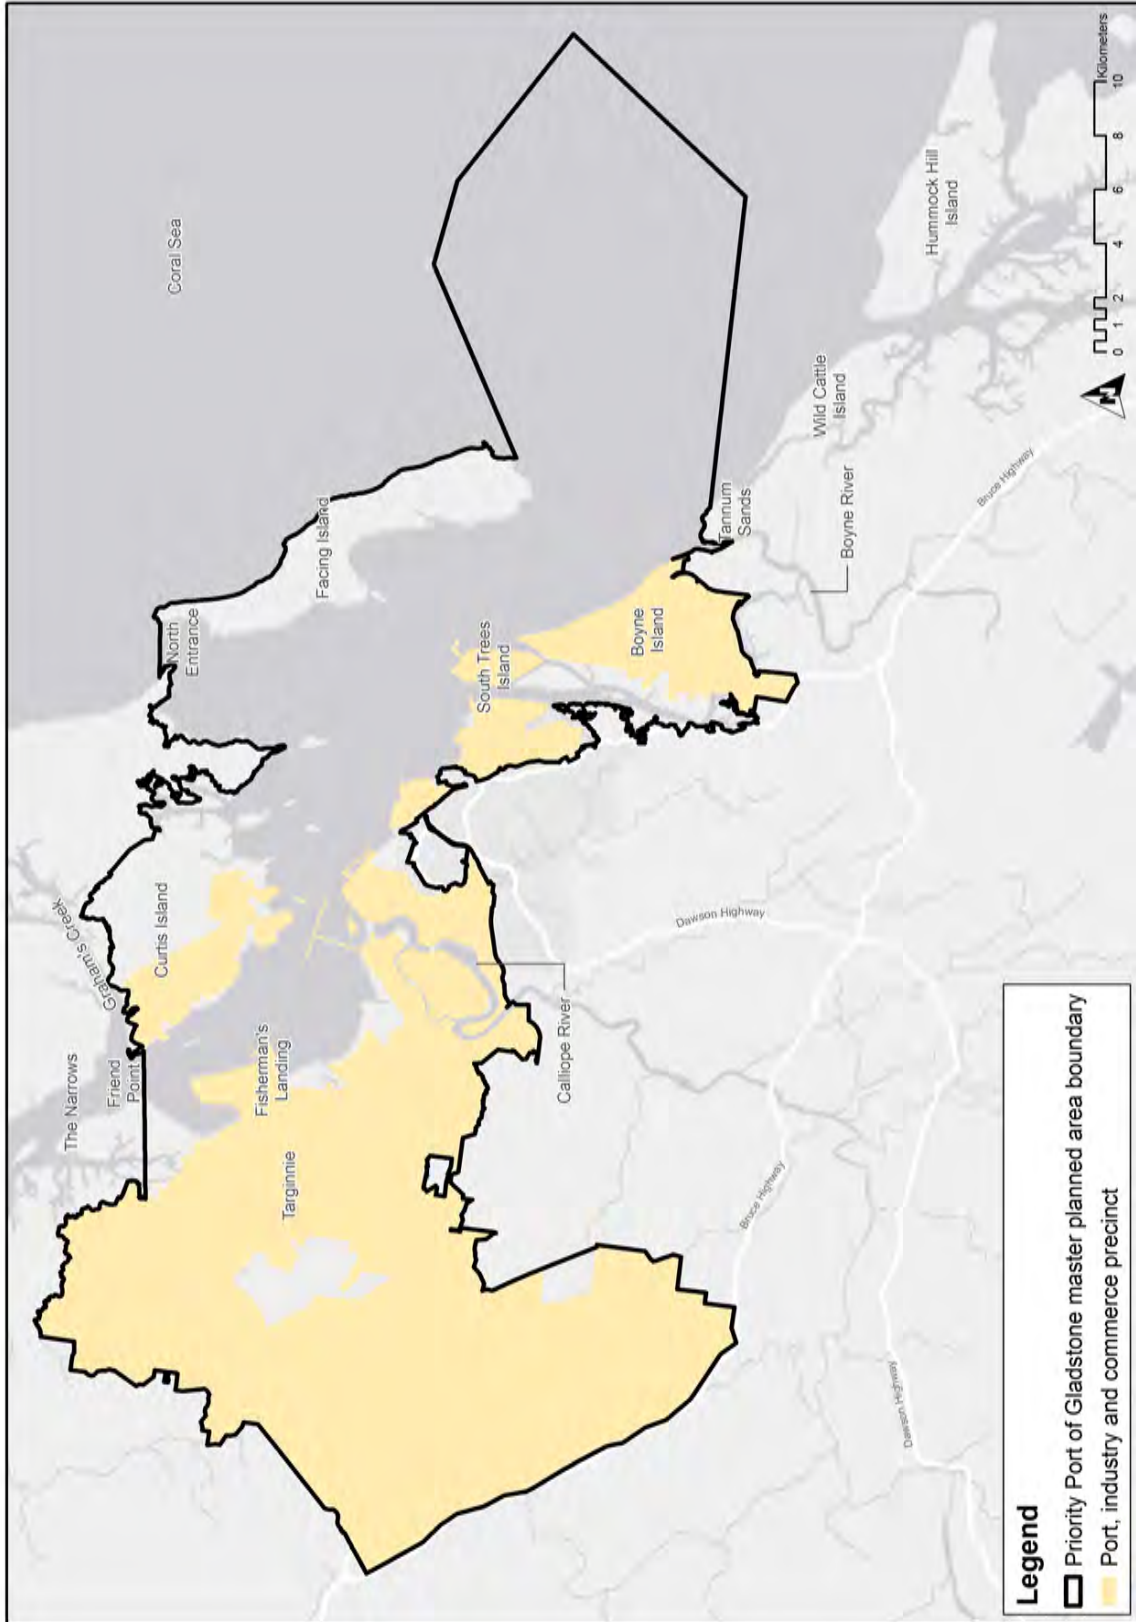 Coral Sea
The Narrows
Graham's Creek
Friend
Point
Curtis Island
North
Entrance
Facing Island
Fisherman's
Landing
Targinnie
South Trees
Island
Boyne
Island
Tannum
Sands
Wild Cattle
Island
Hummock Hill
Island
Boyne River
Calliope River
Dawson Highway
Bruce Highway
Bruce Highway
Dawson Highway
N
0 1 2 4 6 8 10
Kilometers
Legend
Priority Port of Gladstone master planned area boundary
Port, industry and commerce precinct